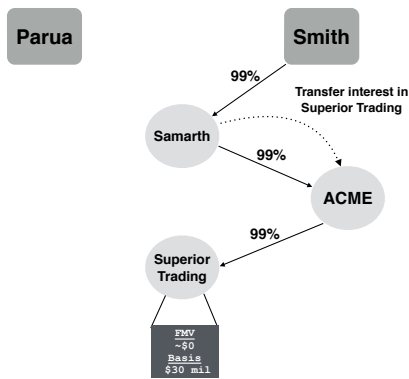 Parua
Smith
99%
Transfer interest in
Superior Trading
Samarth
99%
ACME
99%
Superior
Trading
FMV
~$0
Basis
$30 mil